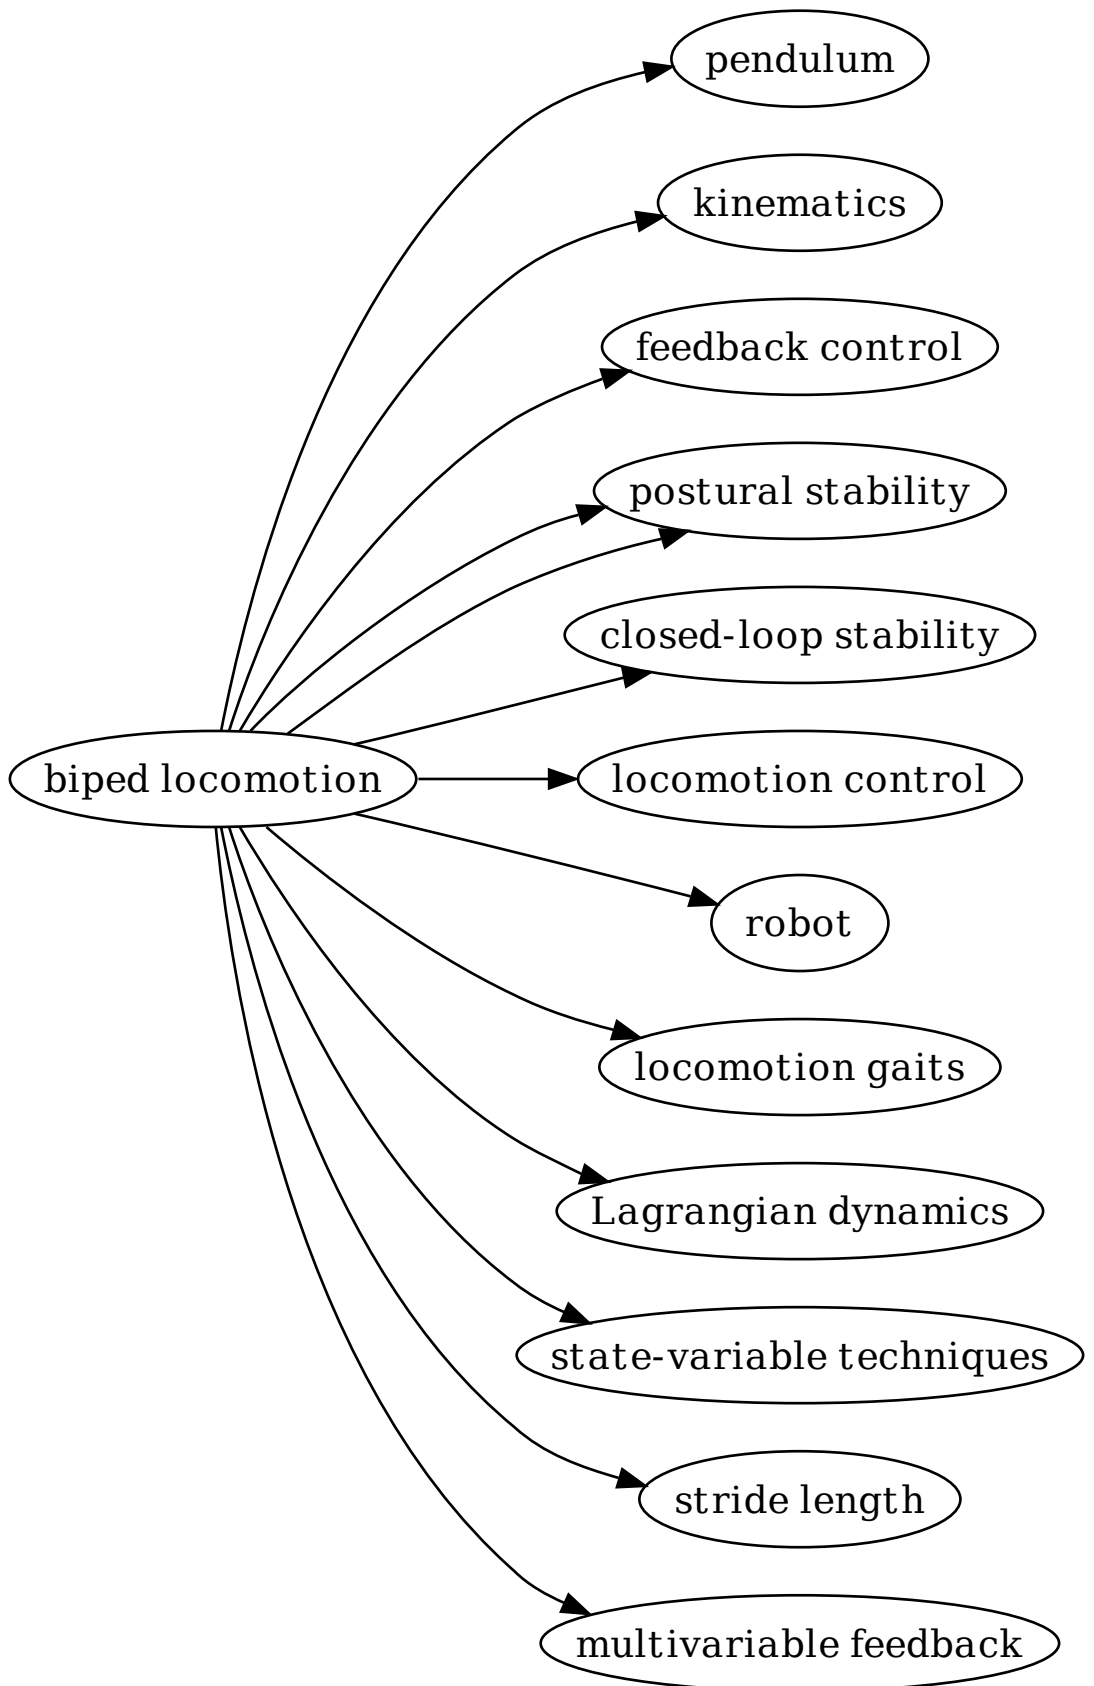 pendulum
kinematics
feedback control
postural stability
closed-loop stability
biped locomotion
locomotion control
robot
locomotion gaits
Lagrangian dynamics
state-variable techniques
stride length
multivariable feedback